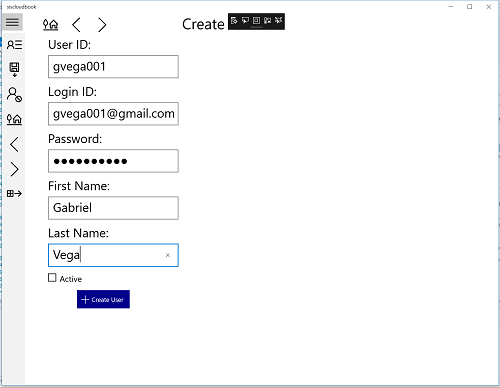 shcloudbook
Create
User ID:
gvega001
Login ID:
gvega001@gmail.com
Password:
●●●●●●●●●●
First Name:
Gabriel
Last Name:
Vega
Active
Create User